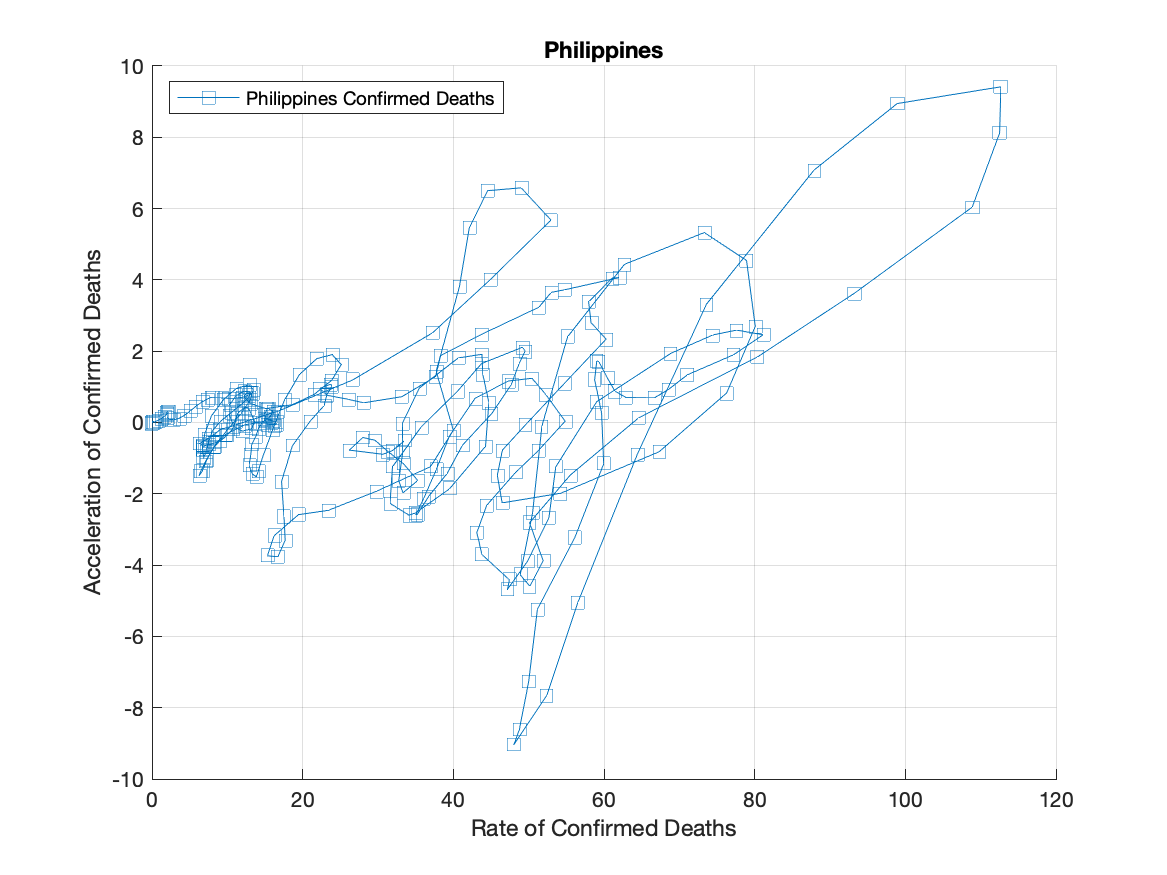 Philippines
Philippines Confirmed Deaths
10
8
6
4
2
0
-2
-4
-6
-8
-10
Acceleration of Confirmed Deaths
0 20 40 60 80 100 120
Rate of Confirmed Deaths